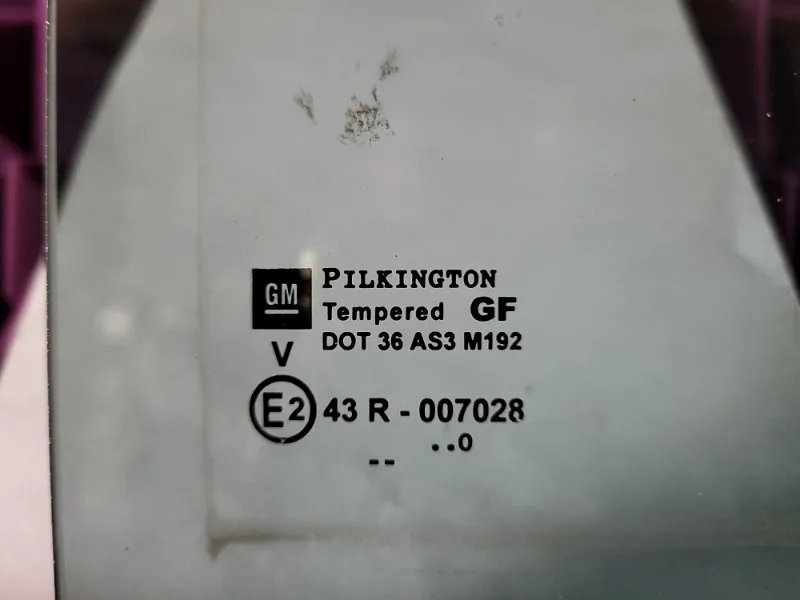 GM PILKINGTON
Tempered GF
V DOT 36 AS3 M192
E2 43 R - 007028
..0
--